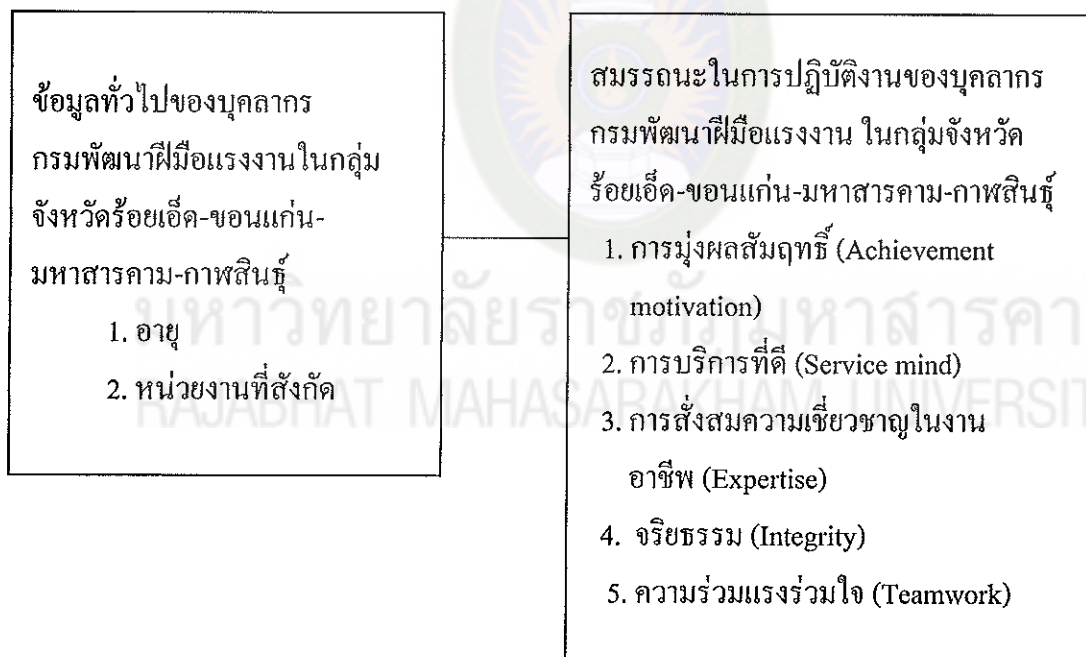 ข้อมูลทั่วไปของบุคลากร
กรมพัฒนาฝีมือแรงงานในกลุ่ม
จังหวัดร้อยเอ็ด-ขอนแก่น-
มหาสารคาม-กาฬสินธุ์
1. อายุ
2. หน่วยงานที่สังกัด
สมรรถนะในการปฏิบัติงานของบุคลากร
กรมพัฒนาฝีมือแรงงาน ในกลุ่มจังหวัด
ร้อยเอ็ด-ขอนแก่น-มหาสารคาม-กาฬสินธุ์
1. การมุ่งผลสัมฤทธิ์ (Achievement
motivation)
2. การบริการที่ดี (Service mind)
3. การสั่งสมความเชี่ยวชาญในงาน
อาชีพ (Expertise)
4. จริยธรรม (Integrity)
5. ความร่วมแรงร่วมใจ (Teamwork)
มหาวิทยาลัยราชภัฏมหาสารคา
RAJABHAT MAHASARAKHAM UNIVERSIT